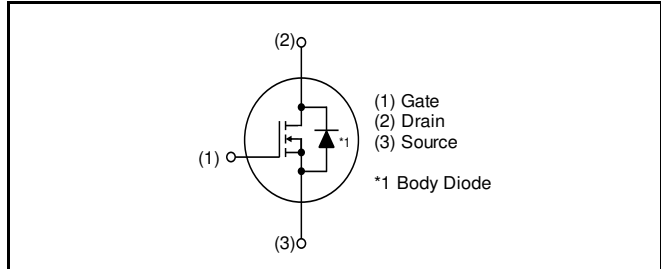 (2)
(1) Gate
(2) Drain
(3) Source
*1
(1)
*1 Body Diode
(3)